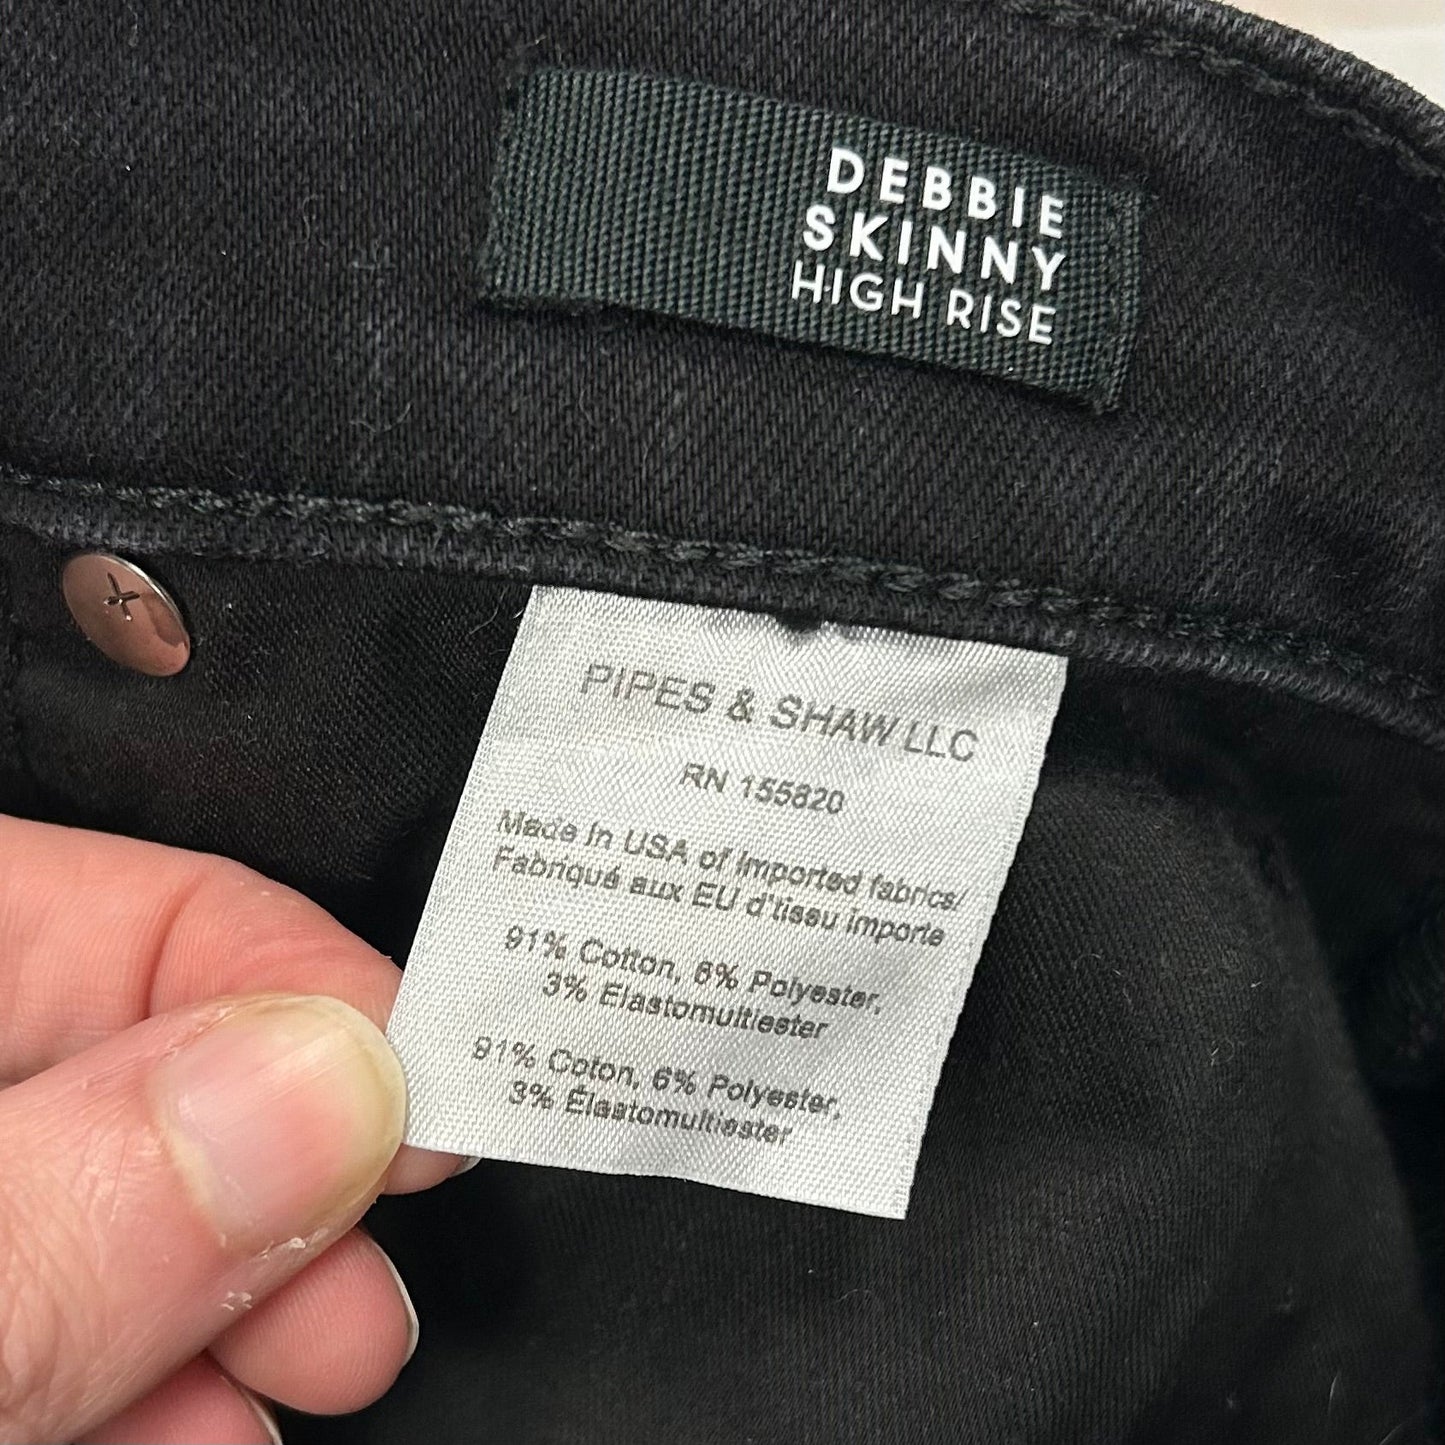 DEBBIE
SKINNY
HIGH RISE
PIPES & SHAW LLC
RN 155820
Made in USA of imported fabrics/
Fabriqué aux EU d'tissu importe
91% Cotton, 6% Polyester,
3% Elastomultiester
91% Coton, 6% Polyester,
3% Élastomultiester